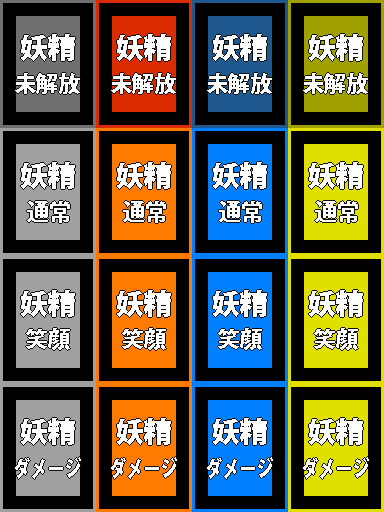 妖精 妖精 妖精 妖精
未解放 未解放 未解放 未解放
妖精 妖精 妖精 妖精
通常 通常 通常 通常
妖精 妖精 妖精 妖精
笑顔 笑顔 笑顔 笑顔
妖精 妖精 妖精 妖精
ダメージ ダメージ ダメージ ダメージ